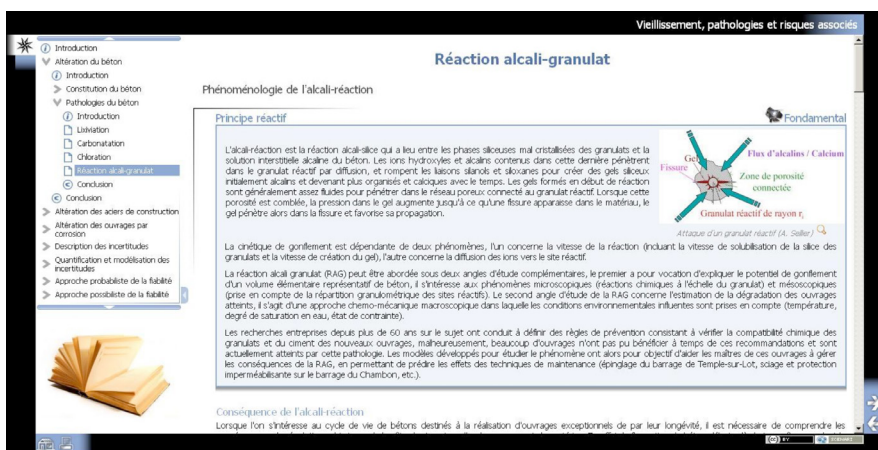 Vieillissement, pathologies et risques associés
Introduction
Altération du béton
Introduction
Constitution du béton
Pathologies du béton
Introduction
Lixiviation
Carbonatation
Chloration
Réaction alcali-granulat
Conclusion
Conclusion
Altération des aciers de construction
Altération des ouvrages par
corrosion
Description des incertitudes
Quantification et modélisation des
incertitudes
Approche probabiliste de la fiabilité
Approche possibiliste de la fiabilité
Réaction alcali-granulat
Phénoménologie de l'alcali-réaction
Principe réactif
Fondamental
L'alcali-réaction est la réaction alcali-silice qui a lieu entre les phases siliceuses mal cristallisées des granulats et la
solution interstitielle alcaline du béton. Les ions hydroxyles et alcalins contenus dans cette dernière pénètrent
dans le granulat réactif par diffusion, et rompent les liaisons silanols et siloxanes pour créer des gels siliceux
initialement alcalins et devenant plus organisés et calciques avec le temps. Les gels formés en début de réaction
sont généralement assez fluides pour pénétrer dans le réseau poreux connecté au granulat réactif. Lorsque cette
porosité est comblée, la pression dans le gel augmente jusqu'à ce qu'une fissure apparaisse dans le matériau, le
gel pénètre alors dans la fissure et favorise sa propagation.
Gel
Flux d'alcalins / Calcium
Fissure
Zone de porosité
connectée
Granulat réactif de rayon rᵢ
Attaque d'un granulat réactif (A. Sellier)
La cinétique de gonflement est dépendante de deux phénomènes, l'un concerne la vitesse de la réaction (incluant la vitesse de solubilisation de la silice des
granulats et la vitesse de création du gel), l'autre concerne la diffusion des ions vers le site réactif.
La réaction alcali granulat (RAG) peut être abordée sous deux angles d'étude complémentaires, le premier a pour vocation d'expliquer le potentiel de gonflement
d'un volume élémentaire représentatif de béton, il s'intéresse aux phénomènes microscopiques (réactions chimiques à l'échelle du granulat) et mésoscopiques
(prise en compte de la répartition granulométrique des sites réactifs). Le second angle d'étude de la RAG concerne l'estimation de la dégradation des ouvrages
atteints, il s'agit d'une approche chemo-mécanique macroscopique dans laquelle les conditions environnementales influentes sont prises en compte (température,
degré de saturation en eau, état de contrainte).
Les recherches entreprises depuis plus de 60 ans sur le sujet ont conduit à définir des règles de prévention consistant à vérifier la compatibilité chimique des
granulats et du ciment des nouveaux ouvrages, malheureusement, beaucoup d'ouvrages n'ont pas pu bénéficier à temps de ces recommandations et sont
actuellement attents par cette pathologie. Les modèles développés pour étudier le phénomène ont alors pour objectif d'aider les maîtres de ces ouvrages à gérer
les conséquences de la RAG, en permettant de prédire les effets des techniques de maintenance (épinglage du barrage de Temple-sur-Lot, sciage et protection
imperméabilisante sur le barrage du Chambon, etc.).
Conséquence de l'alcali-réaction
Lorsque l'on s'intéresse au cycle de vie de bétons destinés à la réalisation d'ouvrages exceptionnels de par leur longévité, il est nécessaire de comprendre les
(cc) BY